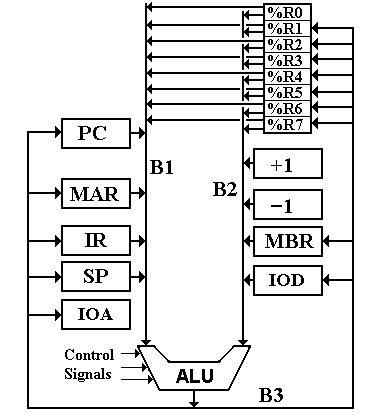 %R0
%R1
%R2
%R3
%R4
%R5
%R6
%R7
PC
B1
+1
MAR
B2
−1
IR
MBR
SP
IOD
IOA
Control
Signals
ALU
B3